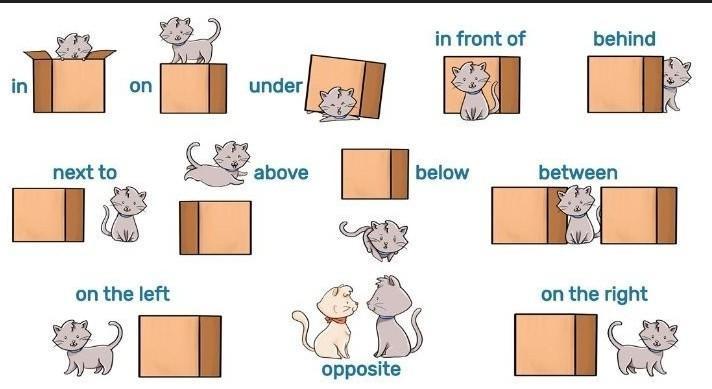 in front of
behind
in
on
under
next to
above
below
between
on the left
on the right
opposite